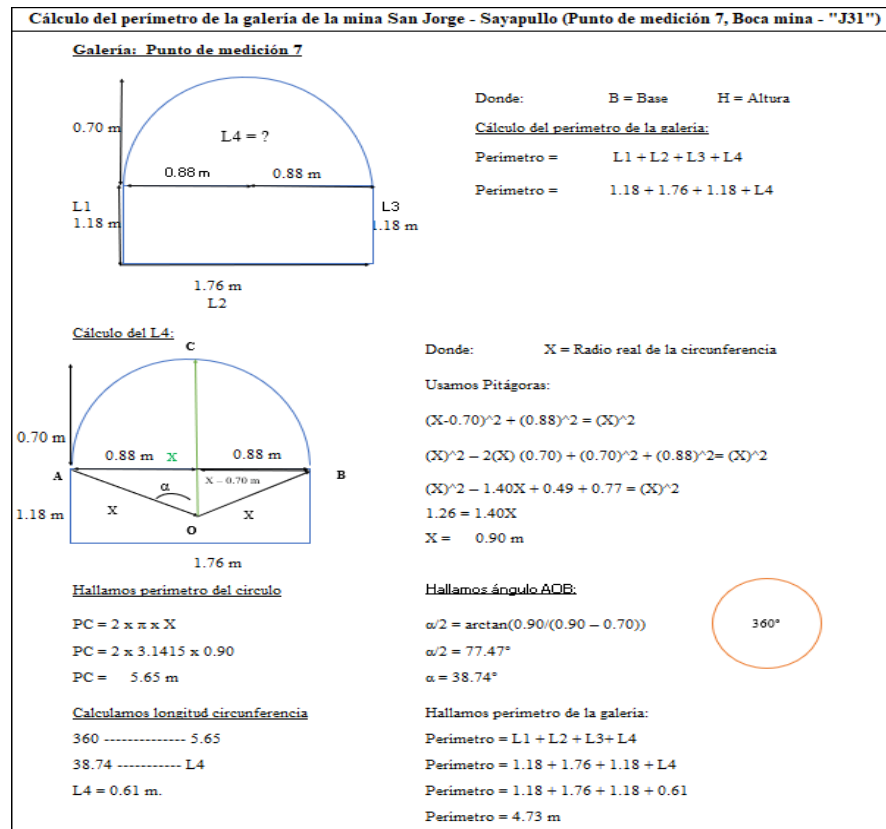 Cálculo del perímetro de la galería de la mina San Jorge - Sayapullo (Punto de medición 7, Boca mina - "J31")
Galería: Punto de medición 7
0.70 m
L4 = ?
0.88 m 0.88 m
L1
1.18 m
L3
1.18 m
1.76 m
L2
Donde: B = Base H = Altura
Cálculo del perimetro de la galería:
Perimetro = L1 + L2 + L3 + L4
Perimetro = 1.18 + 1.76 + 1.18 + L4
Cálculo del L4:
C
0.70 m
0.88 m X 0.88 m
A
X – 0.70 m
B
α
1.18 m
X X
O
1.76 m
Donde: X = Radio real de la circunferencia
Usamos Pitágoras:
(X-0.70)^2 + (0.88)^2 = (X)^2
(X)^2 – 2(X) (0.70) + (0.70)^2 + (0.88)^2= (X)^2
(X)^2 – 1.40X + 0.49 + 0.77 = (X)^2
1.26 = 1.40X
X = 0.90 m
Hallamos perimetro del circulo
PC = 2 x π x X
PC = 2 x 3.1415 x 0.90
PC = 5.65 m
Hallamos ángulo AOB:
α/2 = arctan(0.90/(0.90 – 0.70))
α/2 = 77.47°
α = 38.74°
360°
Calculamos longitud circunferencia
360 -------------- 5.65
38.74 ----------- L4
L4 = 0.61 m.
Hallamos perimetro de la galería:
Perimetro = L1 + L2 + L3+ L4
Perimetro = 1.18 + 1.76 + 1.18 + L4
Perimetro = 1.18 + 1.76 + 1.18 + 0.61
Perimetro = 4.73 m